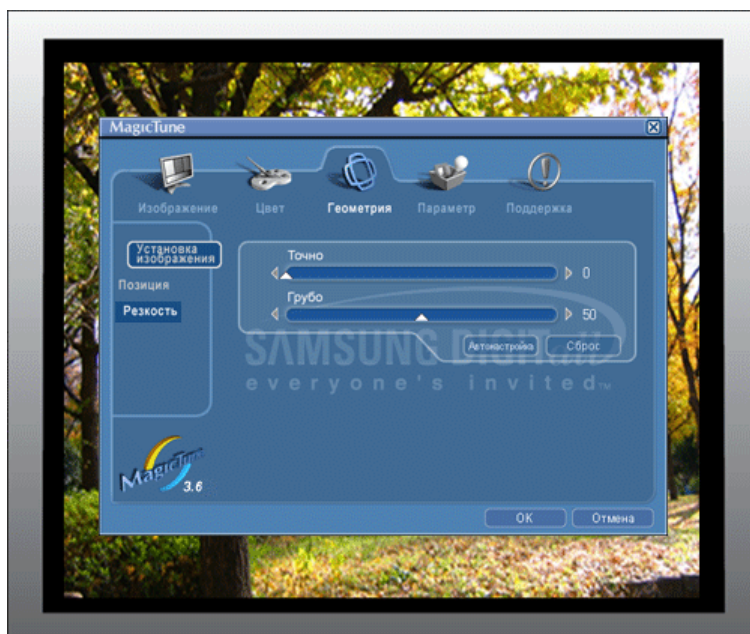 MagicTune
Изображение
Цвет
Геометрия
Параметр
Поддержка
Установка
изображения
Позиция
Резкость
Точно
0
Грубо
50
SAMSUNG DIGITall
everyone's invited™
Автонастройка
Сброс
MagicTune
3.6
OK
Отмена